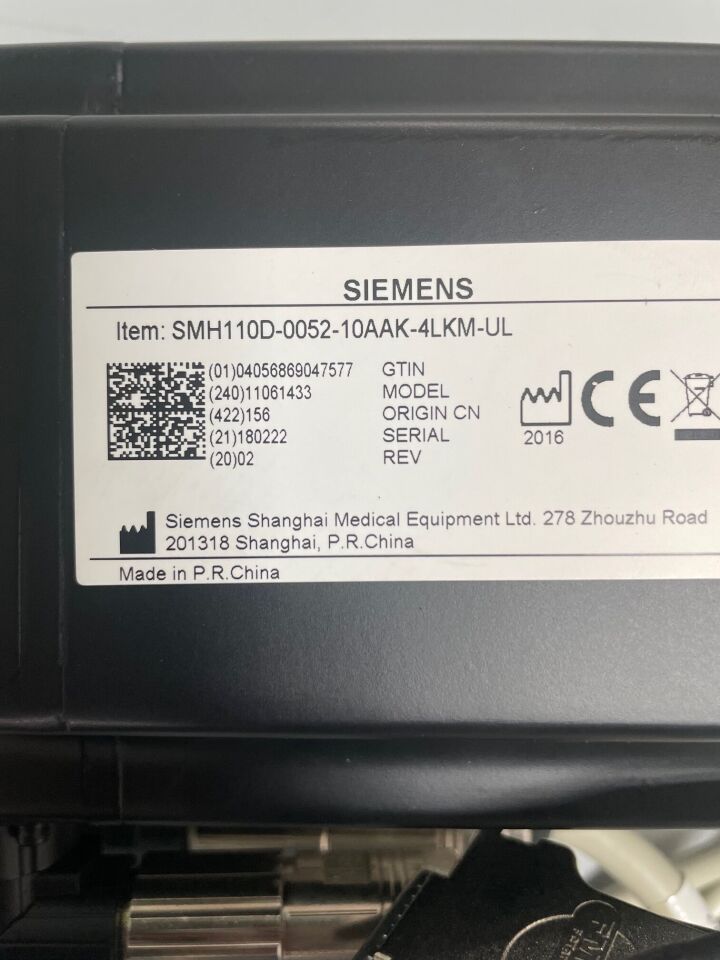 SIEMENS
Item: SMH110D-0052-10AAK-4LKM-UL
(01)04056869047577 GTIN
(240)11061433 MODEL
(422)156 ORIGIN CN
(21)180222 SERIAL
(20)02 REV
CE
2016
Siemens Shanghai Medical Equipment Ltd. 278 Zhouzhu Road
201318 Shanghai, P.R.China
Made in P.R.China